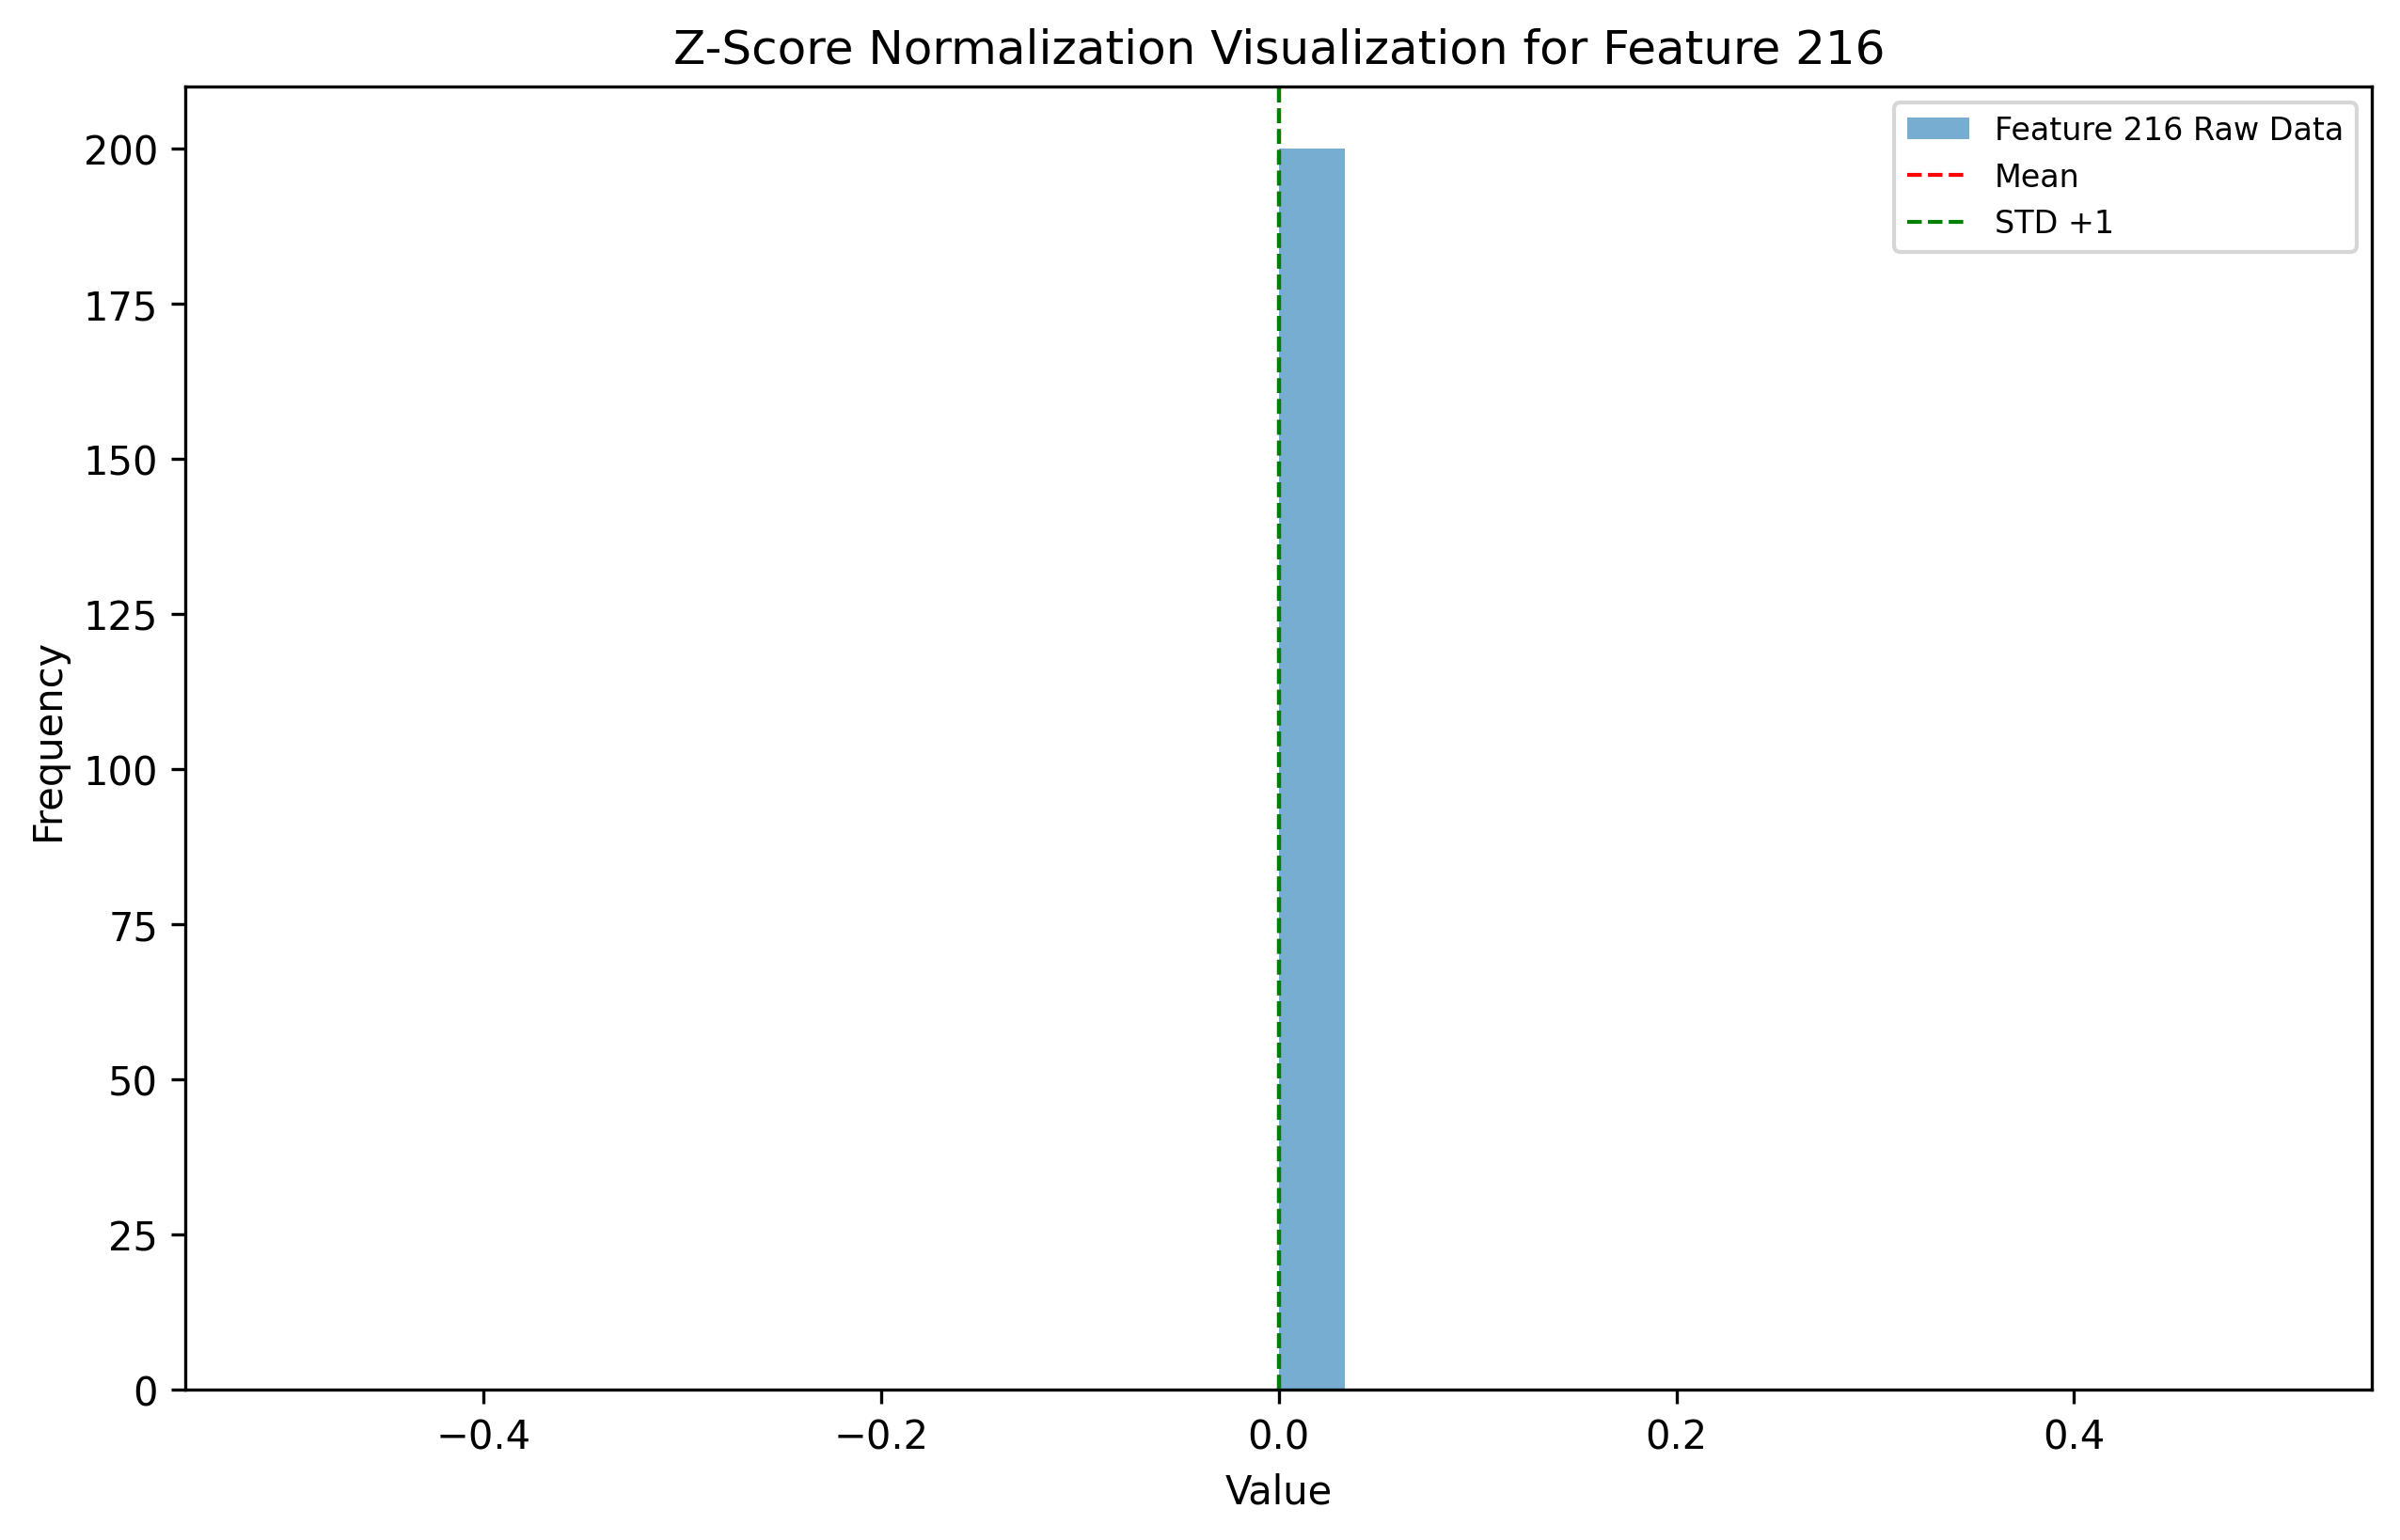 Z-Score Normalization Visualization for Feature 216
Feature 216 Raw Data
Mean
STD +1
200
175
150
125
100
75
50
25
0
Frequency
−0.4
−0.2
0.0
0.2
0.4
Value